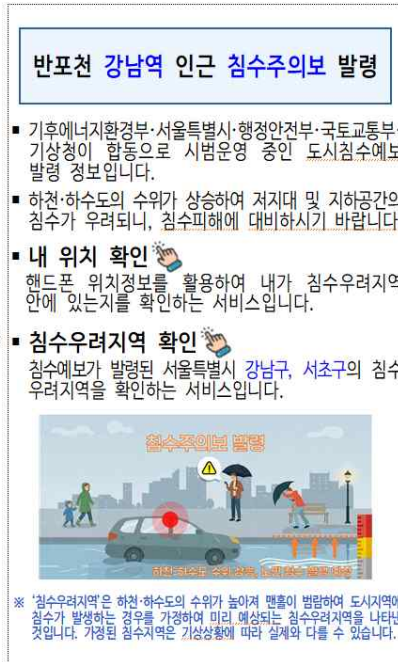 반포천 강남역 인근 침수주의보 발령
▪ 기후에너지환경부·서울특별시·행정안전부·국토교통부·
기상청이 합동으로 시범운영 중인 도시침수예보
발령 정보입니다.
▪ 하천·하수도의 수위가 상승하여 저지대 및 지하공간의
침수가 우려되니, 침수피해에 대비하시기 바랍니다
▪ 내 위치 확인
핸드폰 위치정보를 활용하여 내가 침수우려지역
안에 있는지를 확인하는 서비스입니다.
▪ 침수우려지역 확인
침수예보가 발령된 서울특별시 강남구, 서초구의 침수
우려지역을 확인하는 서비스입니다.
침수주의보 발령
하천·하수도 수위 상승,
※ '침수우려지역'은 하천·하수도의 수위가 높아져 맨홀이 범람하여 도시지역에
침수가 발생하는 경우를 가정하여 미리 예상되는 침수우려지역을 나타낸
것입니다. 가정된 침수지역은 기상상황에 따라 실제와 다를 수 있습니다.